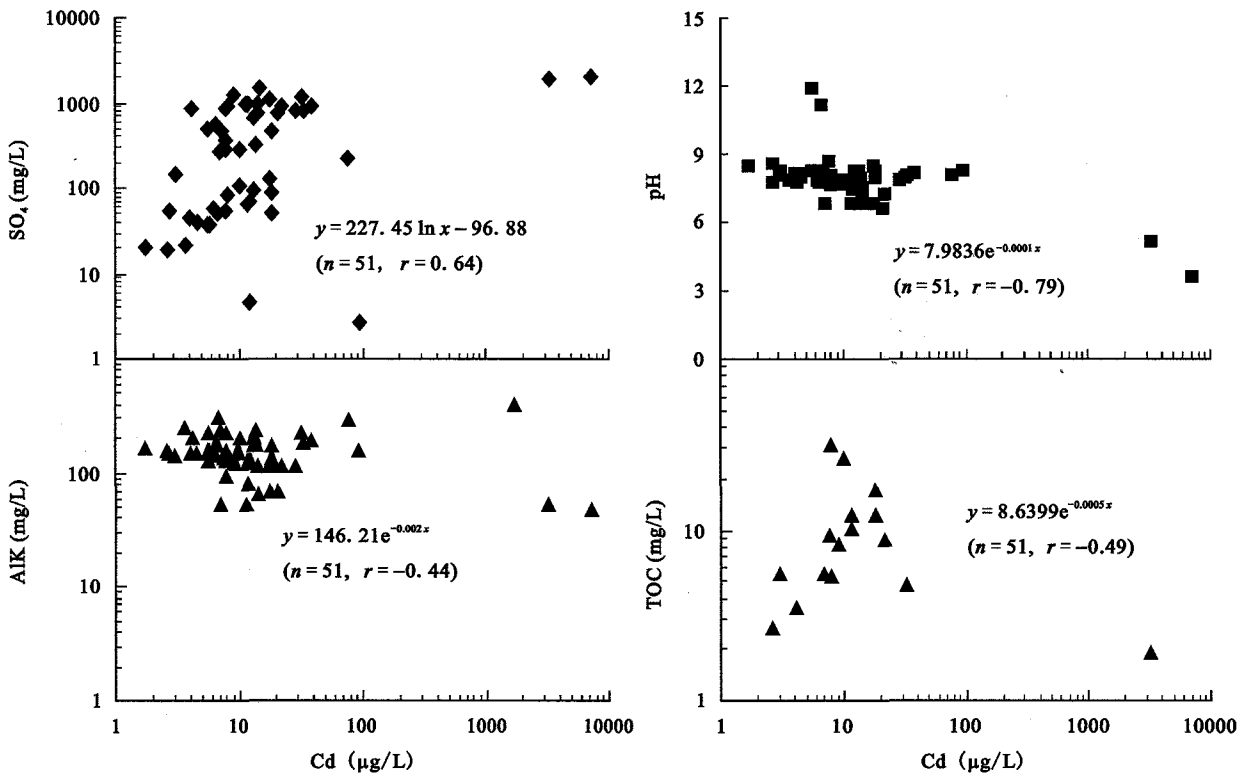 10000
1000
100
10
1
SO₄ (mg/L)
y = 227.45 ln x − 96.88
(n = 51, r = 0.64)
15
12
9
6
3
0
pH
y = 7.9836e^−0.0001x
(n = 51, r = −0.79)
100
10
1
AlK (mg/L)
y = 146.21e^−0.002x
(n = 51, r = −0.44)
1 10 100 1000 10000
Cd (μg/L)
10
1
TOC (mg/L)
y = 8.6399e^−0.0005x
(n = 51, r = −0.49)
1 10 100 1000 10000
Cd (μg/L)